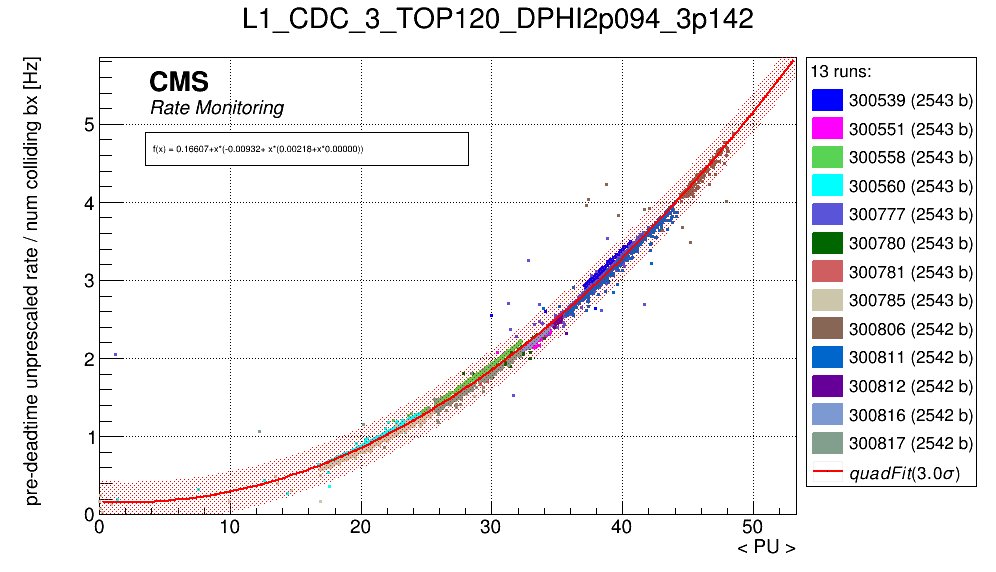 L1_CDC_3_TOP120_DPHI2p094_3p142
pre-deadtime unprescaled rate / num colliding bx [Hz]
CMS
Rate Monitoring
f(x) = 0.16607+x*(-0.00932+ x*(0.00218+x*0.00000))
5
4
3
2
1
0
0 10 20 30 40 50
< PU >
13 runs:
300539 (2543 b)
300551 (2543 b)
300558 (2543 b)
300560 (2543 b)
300777 (2543 b)
300780 (2543 b)
300781 (2543 b)
300785 (2543 b)
300806 (2542 b)
300811 (2542 b)
300812 (2542 b)
300816 (2542 b)
300817 (2542 b)
quadFit(3.0σ)